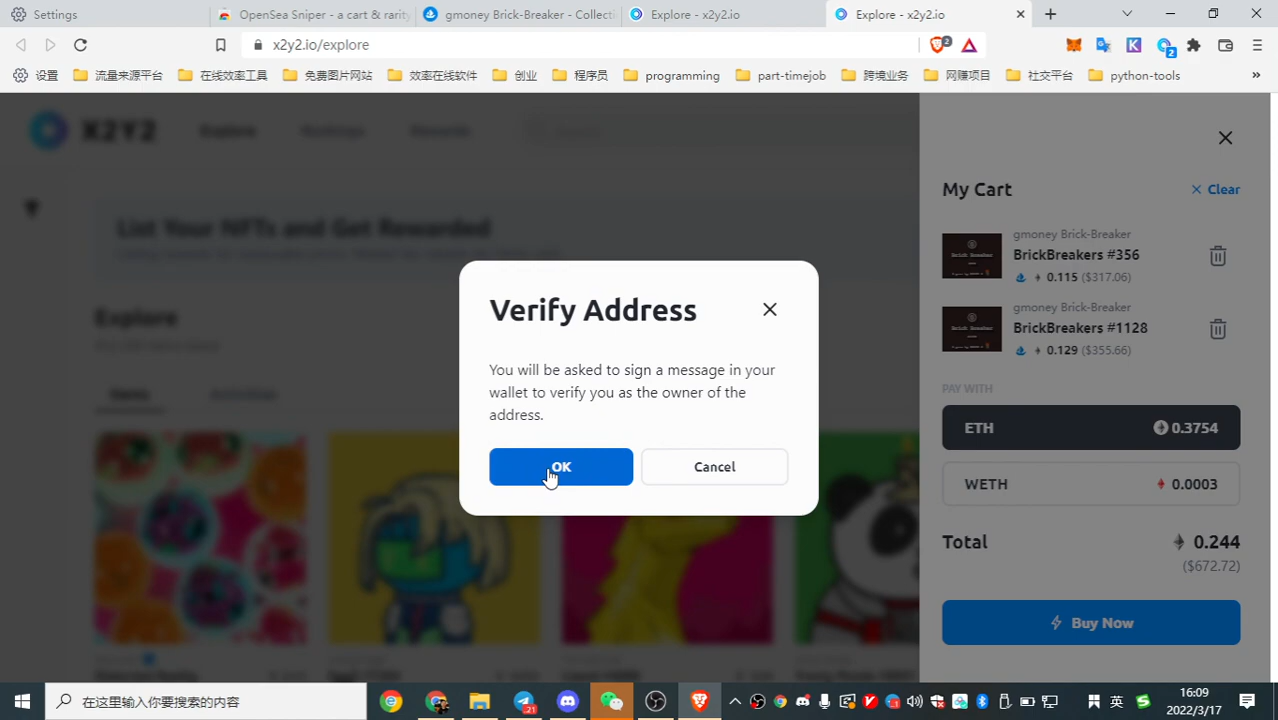 Settings
OpenSea Sniper - a cart & rarity
gmoney Brick-Breaker - Collecti
Explore - x2y2.io
Explore - x2y2.io
x2y2.io/explore
2
2
设置
流量来源平台
在线效率工具
免费图片网站
效率在线软件
创业
程序员
programming
part-timejob
跨境业务
网赚项目
社交平台
python-tools
X2Y2
Explore
Rankings
Rewards
Search
List Your NFTs and Get Rewarded
Explore
Items
Activities
Verify Address
You will be asked to sign a message in your
wallet to verify you as the owner of the
address.
OK
Cancel
My Cart
Clear
gmoney Brick-Breaker
BrickBreakers #356
0.115 ($317.06)
gmoney Brick-Breaker
BrickBreakers #1128
0.129 ($355.66)
PAY WITH
ETH
0.3754
WETH
0.0003
Total
0.244
($672.72)
Buy Now
在这里输入你要搜索的内容
21
英
16:09
2022/3/17